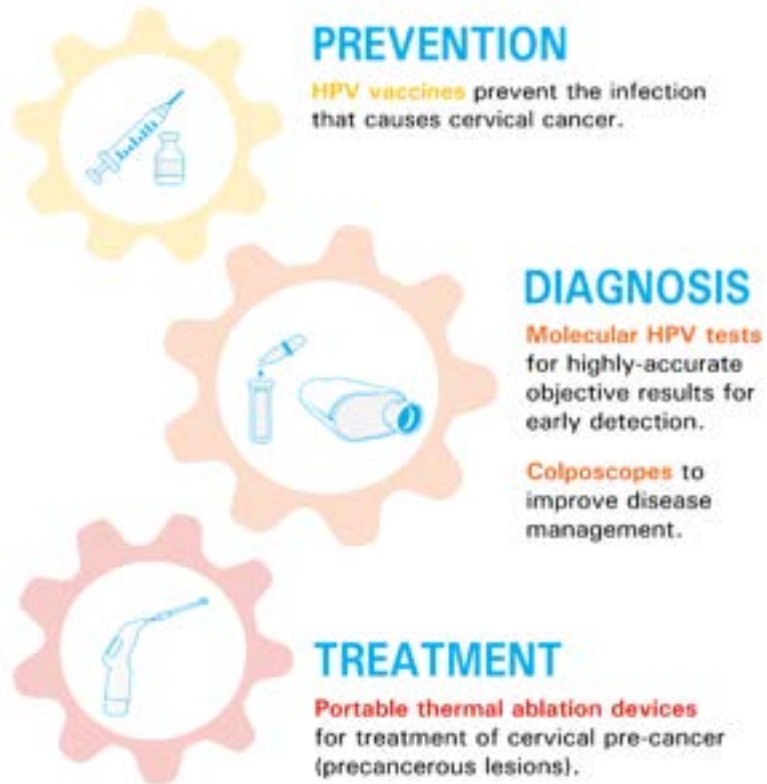 PREVENTION
HPV vaccines prevent the infection
that causes cervical cancer.
DIAGNOSIS
Molecular HPV tests
for highly-accurate
objective results for
early detection.
Colposcopes to
improve disease
management.
TREATMENT
Portable thermal ablation devices
for treatment of cervical pre-cancer
(precancerous lesions).